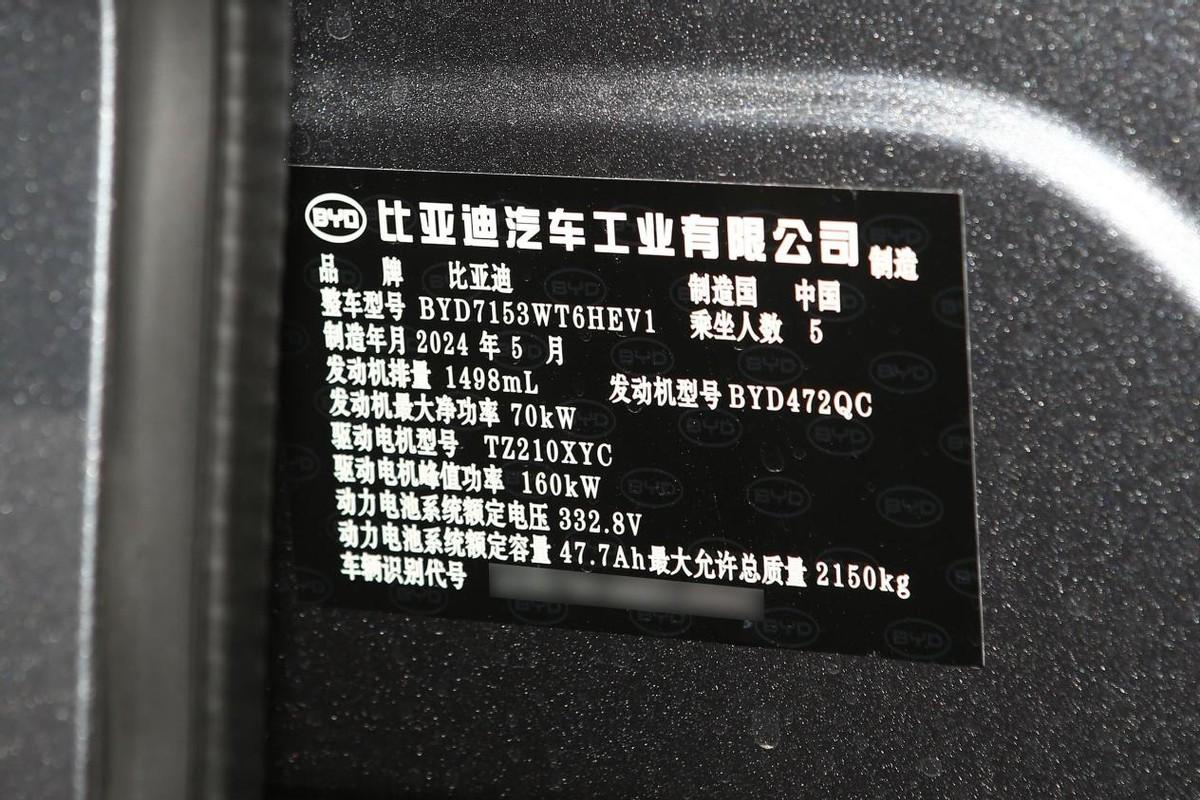 BYD 比亚迪汽车工业有限公司 制造
品 牌 比亚迪 制造国 中国
整车型号 BYD7153WT6HEV1 乘坐人数 5
制造年月 2024 年 5 月
发动机排量 1498mL 发动机型号 BYD472QC
发动机最大净功率 70kW
驱动电机型号 TZ210XYC
驱动电机峰值功率 160kW
动力电池系统额定电压 332.8V
动力电池系统额定容量 47.7Ah 最大允许总质量 2150kg
车辆识别代号